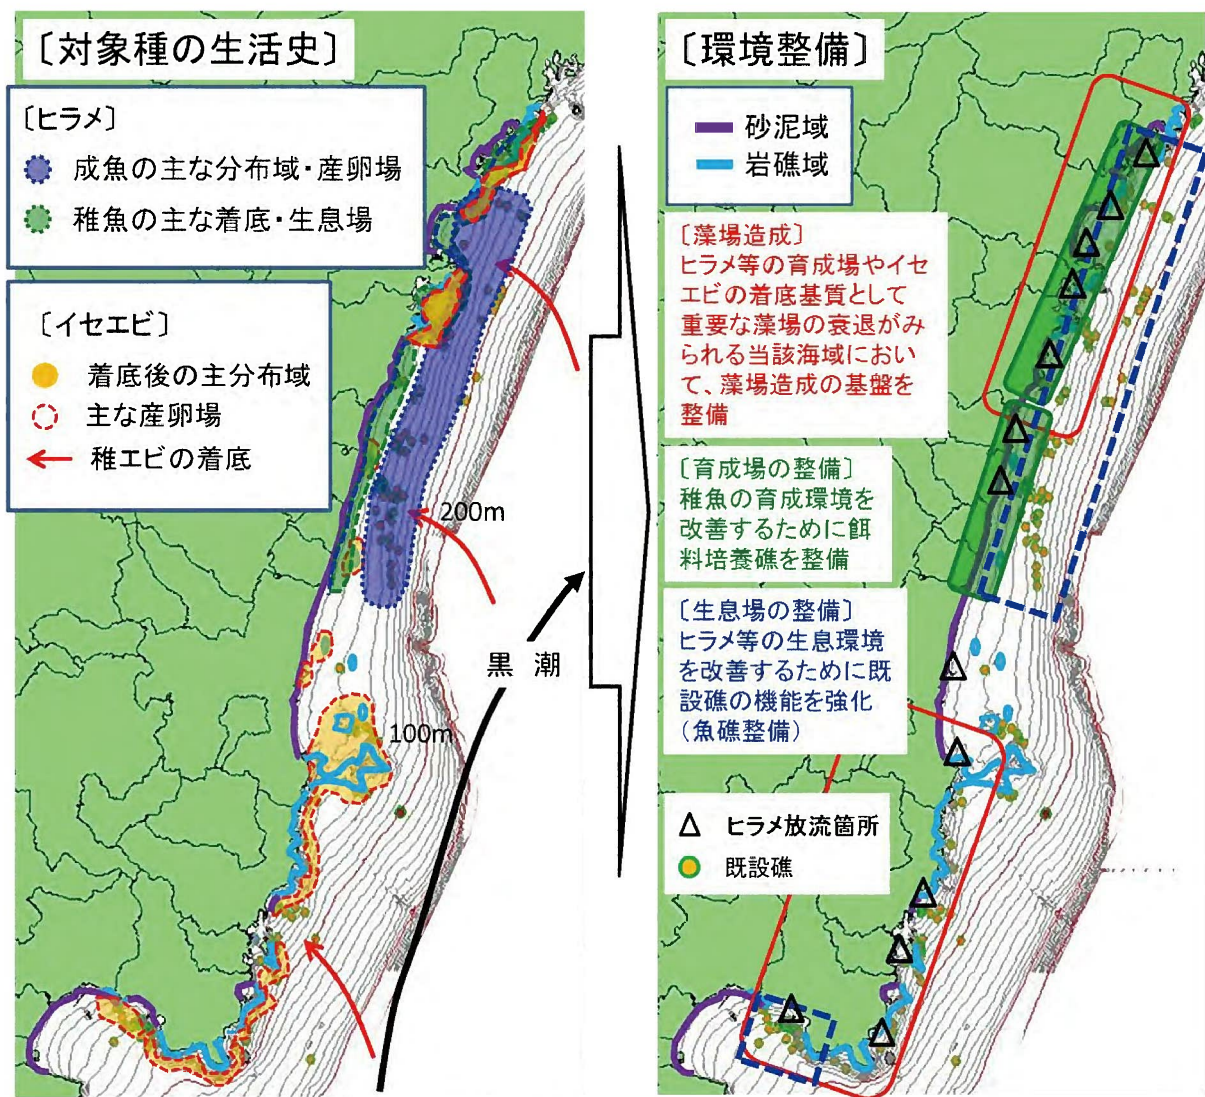 〔対象種の生活史〕
〔ヒラメ〕
成魚の主な分布域・産卵場
稚魚の主な着底・生息場
〔イセエビ〕
着底後の主分布域
主な産卵場
稚エビの着底
200m
黒潮
100m
〔環境整備〕
砂泥域
岩礁域
〔藻場造成〕
ヒラメ等の育成場やイセ
エビの着底基質として
重要な藻場の衰退がみ
られる当該海域におい
て、藻場造成の基盤を
整備
〔育成場の整備〕
稚魚の育成環境を
改善するために餌
料培養礁を整備
〔生息場の整備〕
ヒラメ等の生息環境
を改善するために既
設礁の機能を強化
（魚礁整備）
ヒラメ放流箇所
既設礁